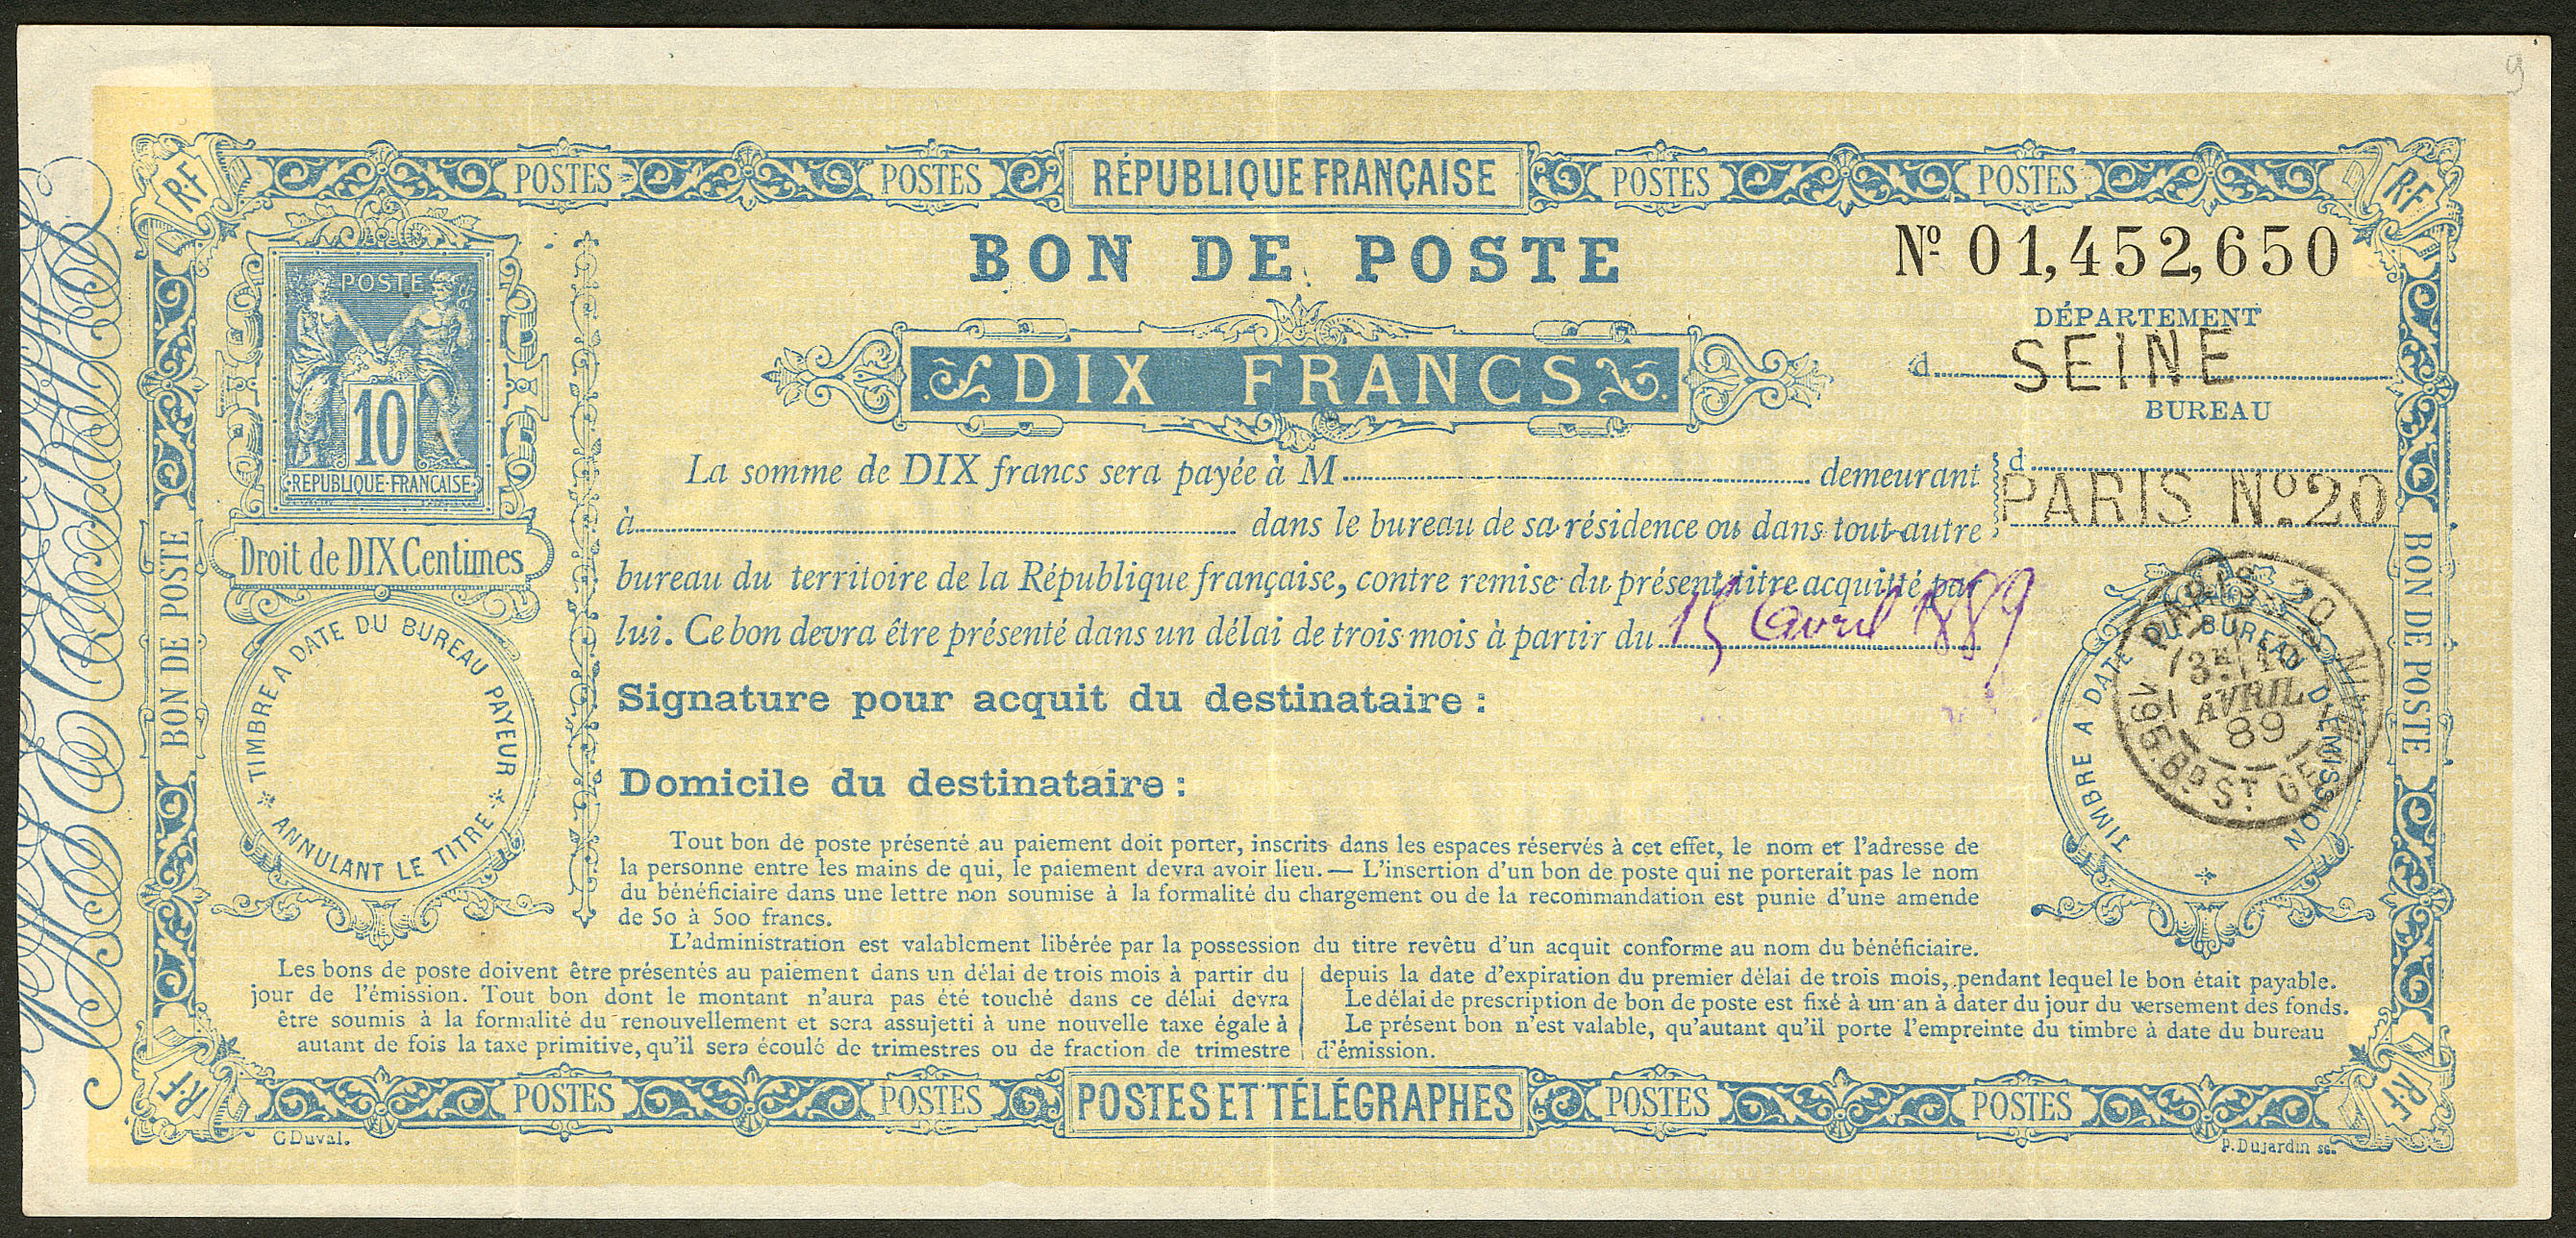 RÉPUBLIQUE FRANÇAISE
POSTES POSTES POSTES POSTES
R.F R.F
BON DE POSTE
Nº 01,452,650
DIX FRANCS
DÉPARTEMENT
d SEINE
BUREAU
d
PARIS Nº.20
POSTE
10
REPUBLIQUE FRANCAISE
Droit de DIX Centimes
TIMBRE A DATE DU BUREAU PAYEUR
ANNULANT LE TITRE
BON DE POSTE
BON DE POSTE
La somme de DIX francs sera payée à M demeurant
à dans le bureau de sa résidence ou dans tout autre
bureau du territoire de la République française, contre remise du présent titre acquitté par
lui. Ce bon devra être présenté dans un délai de trois mois à partir du 15 avril 1889
Signature pour acquit du destinataire :
Domicile du destinataire :
TIMBRE A DATE DU BUREAU D'ÉMISSION
PARIS 20
AVRIL
89
BD ST GERMAIN
Tout bon de poste présenté au paiement doit porter, inscrits dans les espaces réservés à cet effet, le nom et l'adresse de
la personne entre les mains de qui, le paiement devra avoir lieu. — L'insertion d'un bon de poste qui ne porterait pas le nom
du bénéficiaire dans une lettre non soumise à la formalité du chargement ou de la recommandation est punie d'une amende
de 50 à 500 francs.
L'administration est valablement libérée par la possession du titre revêtu d'un acquit conforme au nom du bénéficiaire.
Les bons de poste doivent être présentés au paiement dans un délai de trois mois à partir du
jour de l'émission. Tout bon dont le montant n'aura pas été touché dans ce délai devra
être soumis à la formalité du renouvellement et sera assujetti à une nouvelle taxe égale à
autant de fois la taxe primitive, qu'il sera écoulé de trimestres ou de fraction de trimestre
depuis la date d'expiration du premier délai de trois mois, pendant lequel le bon était payable.
Le délai de prescription de bon de poste est fixé à un an à dater du jour du versement des fonds.
Le présent bon n'est valable, qu'autant qu'il porte l'empreinte du timbre à date du bureau
d'émission.
R.F R.F
POSTES POSTES POSTES POSTES
POSTES ET TÉLÉGRAPHES
C Duval.
P. Dujardin sc.